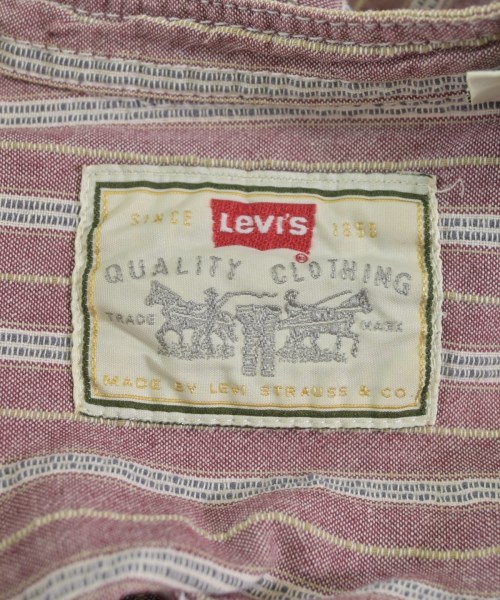 SINCE Levi's 1853
®
QUALITY CLOTHING
TRADE MARK
MADE BY LEVI STRAUSS & CO.